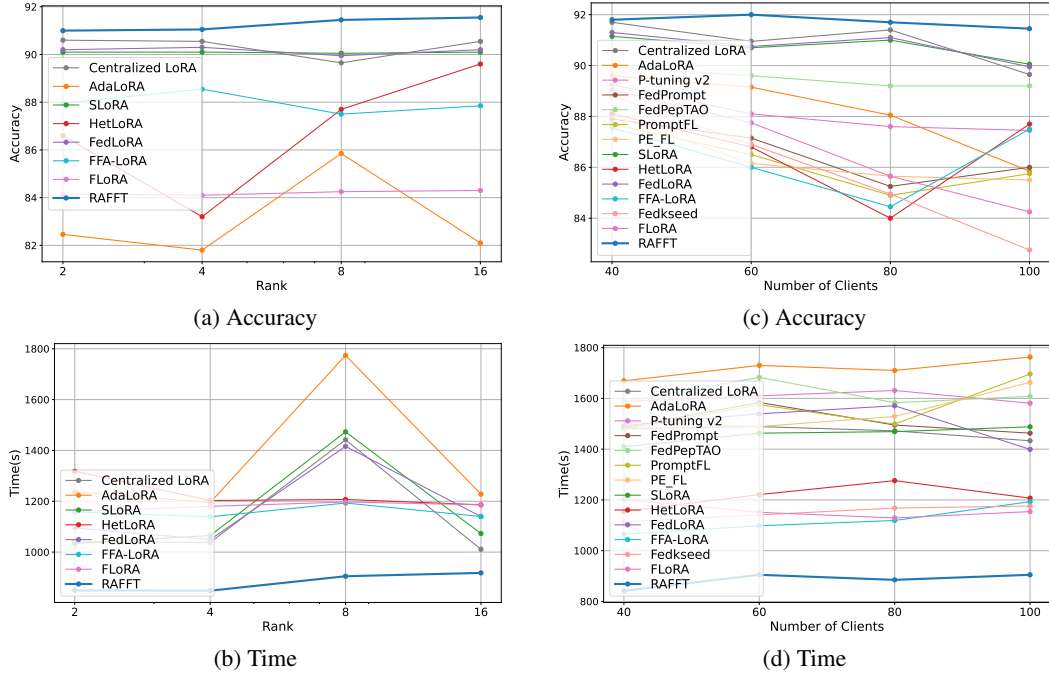 92
90
88
86
84
82
Accuracy
Centralized LoRA
AdaLoRA
SLoRA
HetLoRA
FedLoRA
FFA-LoRA
FLoRA
RAFFT
2
4
8
16
Rank
(a) Accuracy
92
90
88
86
84
Accuracy
Centralized LoRA
AdaLoRA
P-tuning v2
FedPrompt
FedPepTAO
PromptFL
PE_FL
SLoRA
HetLoRA
FedLoRA
FFA-LoRA
Fedkseed
FLoRA
RAFFT
40
60
80
100
Number of Clients
(c) Accuracy
1800
1600
1400
1200
1000
Time(s)
Centralized LoRA
AdaLoRA
SLoRA
HetLoRA
FedLoRA
FFA-LoRA
FLoRA
RAFFT
2
4
8
16
Rank
(b) Time
1800
1600
1400
1200
1000
800
Time(s)
Centralized LoRA
AdaLoRA
P-tuning v2
FedPrompt
FedPepTAO
PromptFL
PE_FL
SLoRA
HetLoRA
FedLoRA
FFA-LoRA
Fedkseed
FLoRA
RAFFT
40
60
80
100
Number of Clients
(d) Time